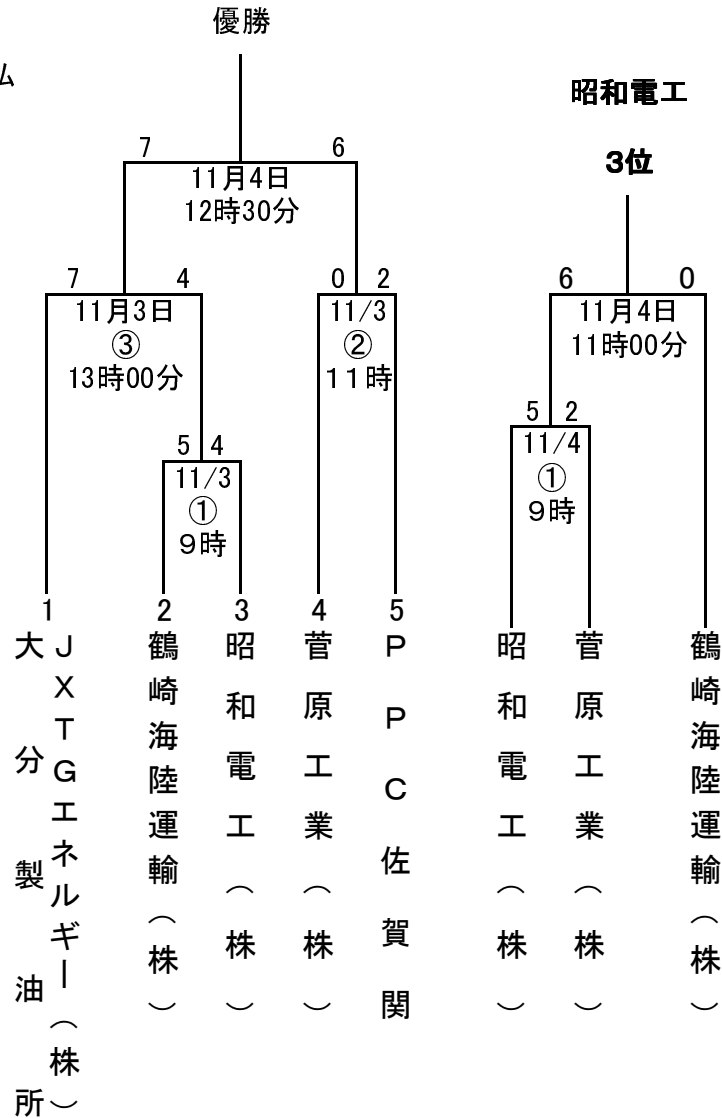 優勝
昭和電工
3位
7 6
11月4日
12時30分
7 4
11月3日
③
13時00分
0 2
11/3
②
11時
6 0
11月4日
11時00分
5 4
11/3
①
9時
5 2
11/4
①
9時
1
JXTGエネルギー(株)
大分製油所
2
鶴崎海陸運輸(株)
3
昭和電工(株)
4
菅原工業(株)
5
PPC佐賀関
昭和電工(株)
菅原工業(株)
鶴崎海陸運輸(株)